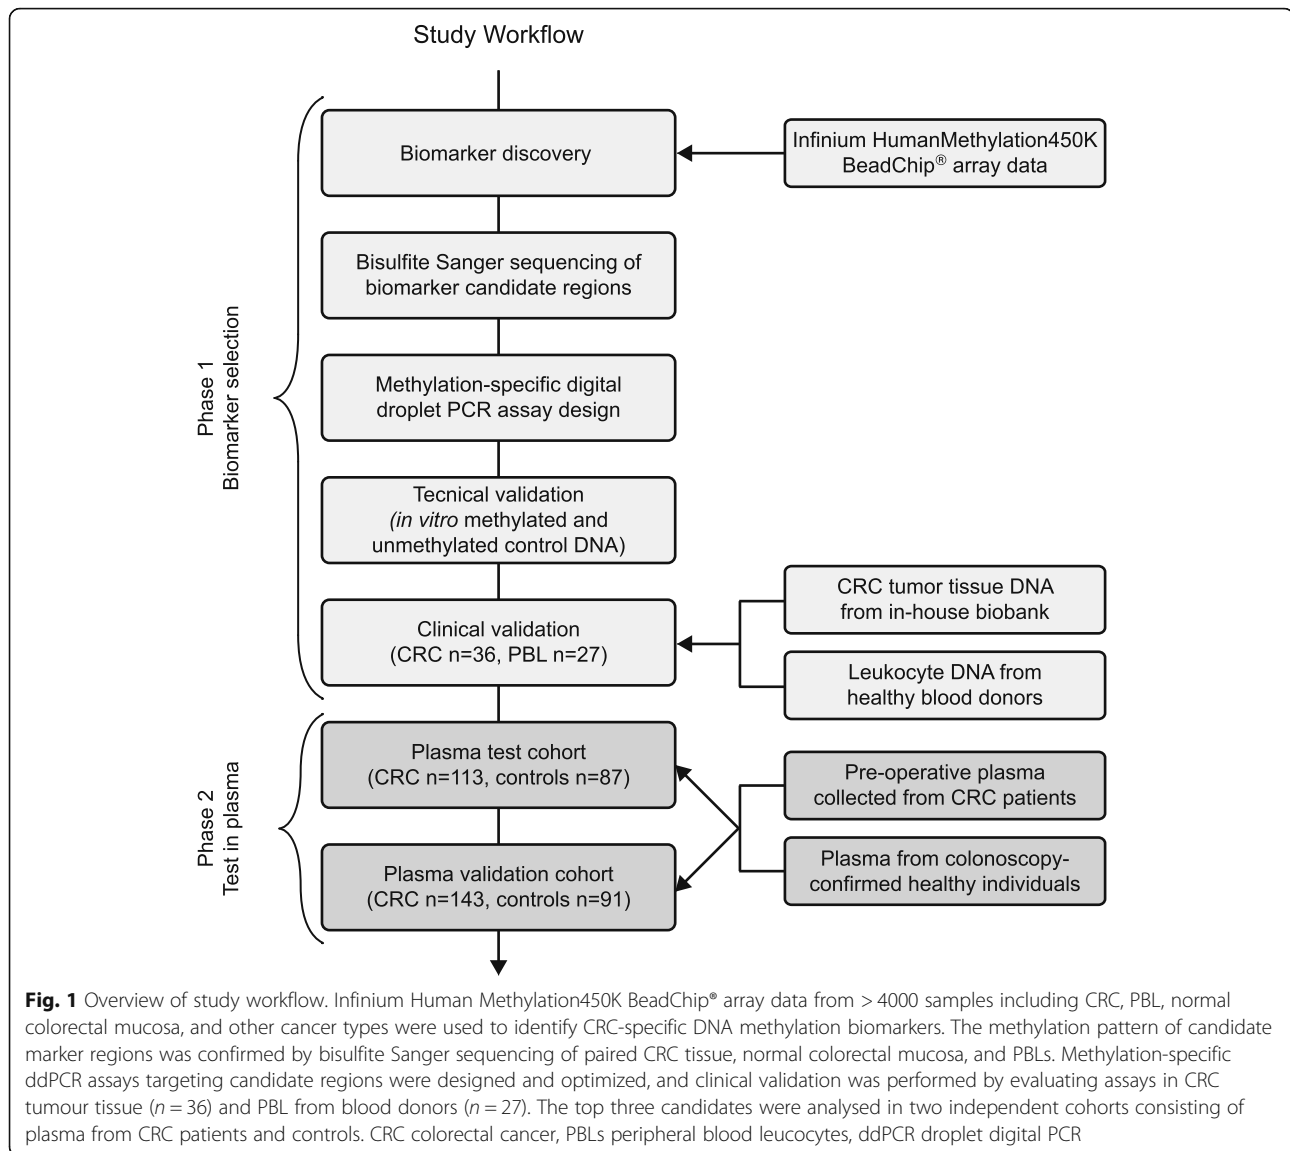 Study Workflow
Biomarker discovery
Infinium HumanMethylation450K
BeadChip® array data
Bisulfite Sanger sequencing of
biomarker candidate regions
Methylation-specific digital
droplet PCR assay design
Tecnical validation
(in vitro methylated and
unmethylated control DNA)
Clinical validation
(CRC n=36, PBL n=27)
CRC tumor tissue DNA
from in-house biobank
Leukocyte DNA from
healthy blood donors
Phase 1
Biomarker selection
Plasma test cohort
(CRC n=113, controls n=87)
Plasma validation cohort
(CRC n=143, controls n=91)
Pre-operative plasma
collected from CRC patients
Plasma from colonoscopy-
confirmed healthy individuals
Phase 2
Test in plasma
Fig. 1 Overview of study workflow. Infinium Human Methylation450K BeadChip® array data from > 4000 samples including CRC, PBL, normal
colorectal mucosa, and other cancer types were used to identify CRC-specific DNA methylation biomarkers. The methylation pattern of candidate
marker regions was confirmed by bisulfite Sanger sequencing of paired CRC tissue, normal colorectal mucosa, and PBLs. Methylation-specific
ddPCR assays targeting candidate regions were designed and optimized, and clinical validation was performed by evaluating assays in CRC
tumour tissue (n = 36) and PBL from blood donors (n = 27). The top three candidates were analysed in two independent cohorts consisting of
plasma from CRC patients and controls. CRC colorectal cancer, PBLs peripheral blood leucocytes, ddPCR droplet digital PCR